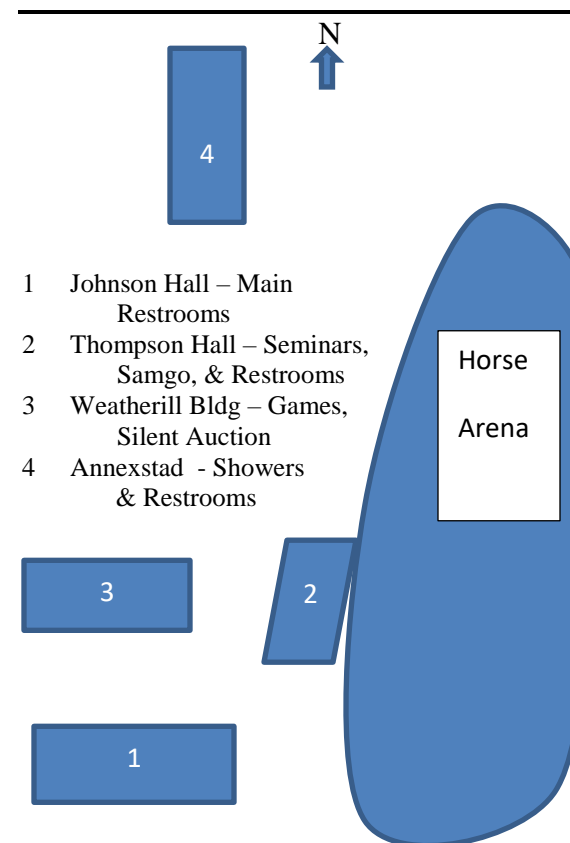 N
4
1 Johnson Hall – Main
Restrooms
2 Thompson Hall – Seminars,
Samgo, & Restrooms
3 Weatherill Bldg – Games,
Silent Auction
4 Annexstad - Showers
& Restrooms
Horse
Arena
3
2
1